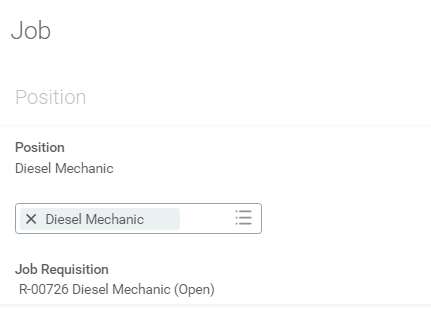 Job
Position
Position
Diesel Mechanic
Diesel Mechanic
Job Requisition
R-00726 Diesel Mechanic (Open)